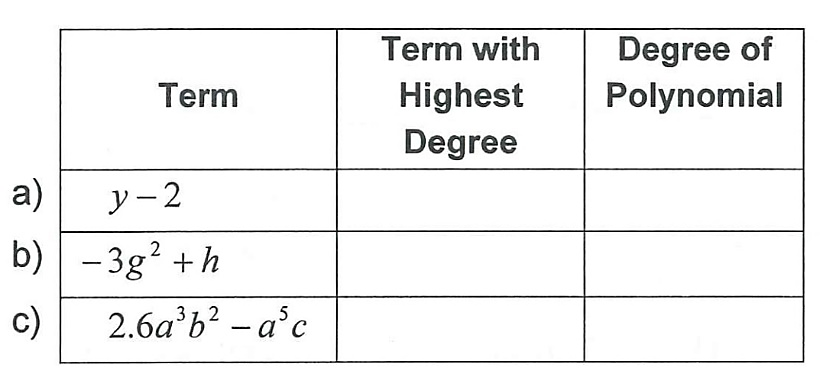 Term
Term with
Highest
Degree
Degree of
Polynomial
a) y – 2
b) – 3g² + h
c) 2.6a³b² – a⁵c